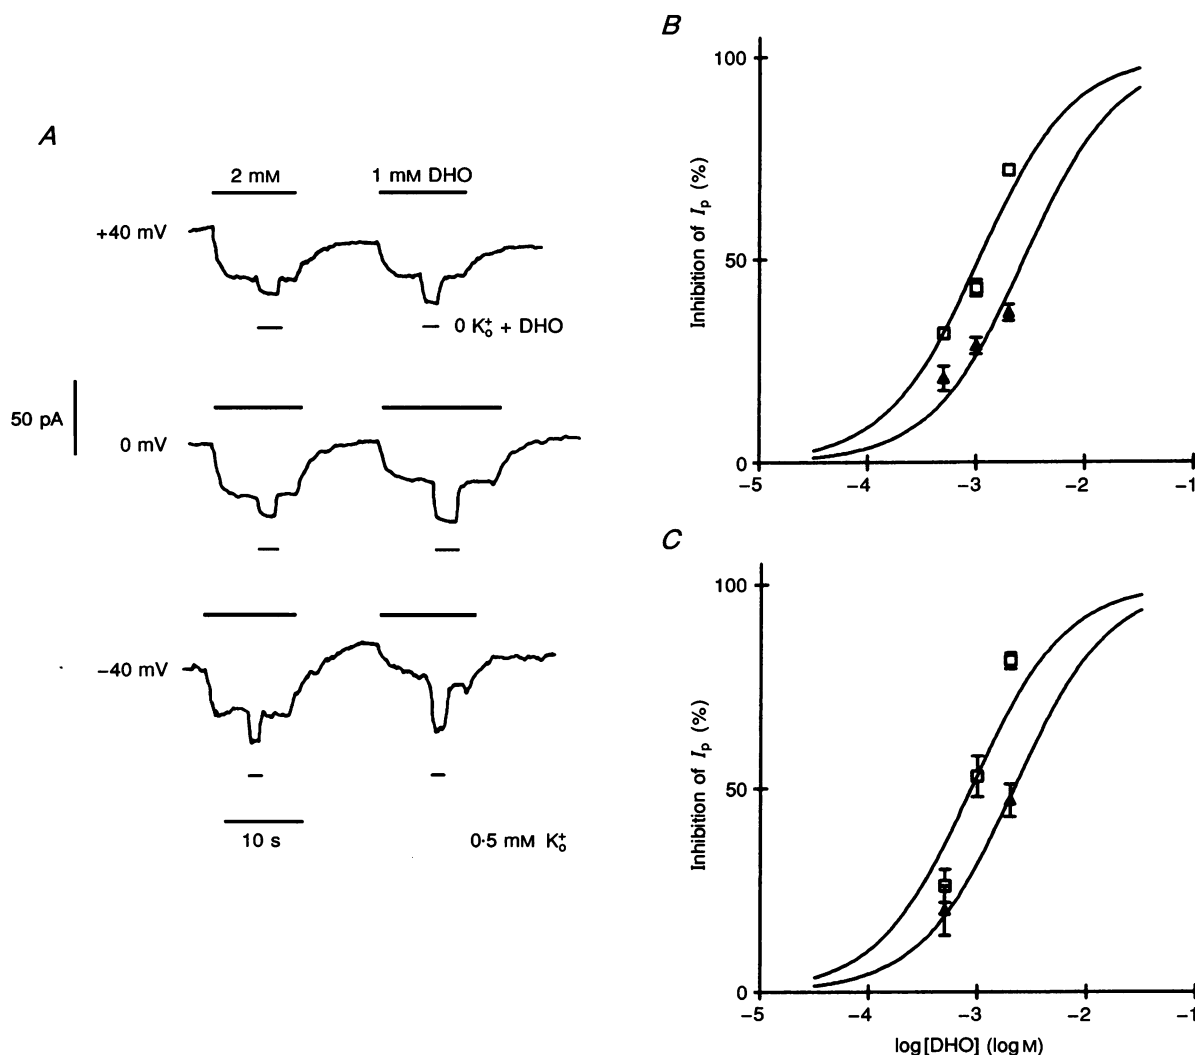 A
2 mM
1 mM DHO
+40 mV
0 K₀⁺ + DHO
50 pA
0 mV
−40 mV
10 s
0·5 mM K₀⁺
B
Inhibition of Iₚ (%)
100
50
0
−5
−4
−3
−2
−1
C
Inhibition of Iₚ (%)
100
50
0
−5
−4
−3
−2
−1
log[DHO] (log M)